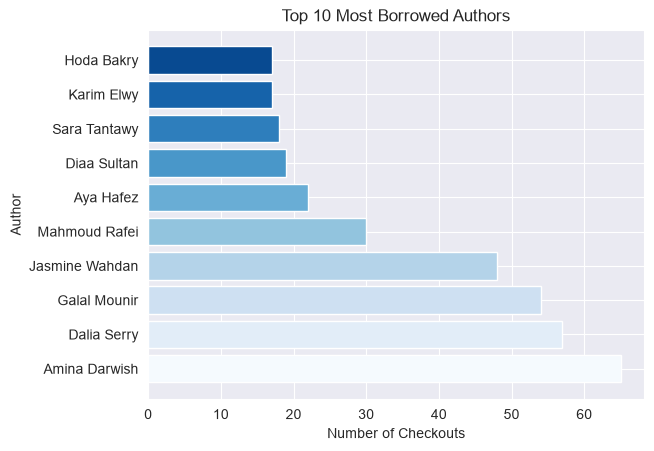 Top 10 Most Borrowed Authors
Author
Hoda Bakry
Karim Elwy
Sara Tantawy
Diaa Sultan
Aya Hafez
Mahmoud Rafei
Jasmine Wahdan
Galal Mounir
Dalia Serry
Amina Darwish
0 10 20 30 40 50 60
Number of Checkouts